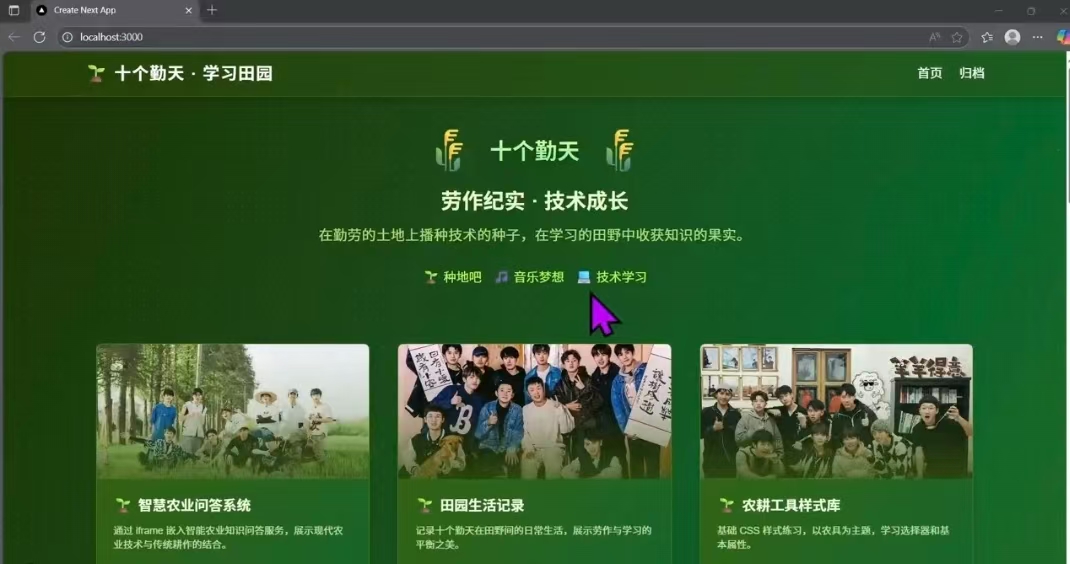 Create Next App
localhost:3000
十个勤天 · 学习田园
首页 归档
十个勤天
劳作纪实 · 技术成长
在勤劳的土地上播种技术的种子，在学习的田野中收获知识的果实。
种地吧 音乐梦想 技术学习
B
智慧农业问答系统
通过 iframe 嵌入智能农业知识问答服务，展示现代农
业技术与传统耕作的结合。
田园生活记录
记录十个勤天在田野间的日常生活，展示劳作与学习的
平衡之美。
农耕工具样式库
基础 CSS 样式练习，以农具为主题，学习选择器和基
本属性。